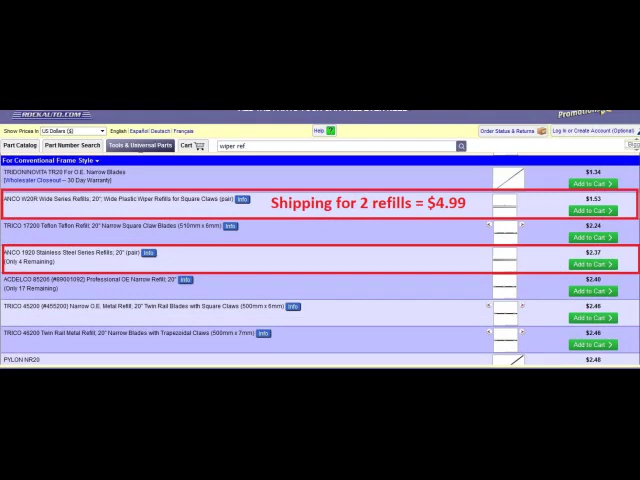 ROCKAUTO.COM
Show Prices In US Dollars ($) English Español Deutsch Français Help ? Order Status & Returns Log In or Create Account (Optional)
Part Catalog Part Number Search Tools & Universal Parts Cart wiper ref
For Conventional Frame Style
TRIDON/NOVITA TR20 For O.E. Narrow Blades $1.34
[Wholesaler Closeout -- 30 Day Warranty] Add to Cart
ANCO W20R Wide Series Refills; 20"; Wide Plastic Wiper Refills for Square Claws (pair) Info Shipping for 2 refills = $4.99 $1.53
Add to Cart
TRICO 17200 Teflon Teflon Refill; 20" Narrow Square Claw Blades (510mm x 6mm) Info $2.24
Add to Cart
ANCO 1920 Stainless Steel Series Refills; 20" (pair) Info $2.37
(Only 4 Remaining) Add to Cart
ACDELCO 85206 {#89001092} Professional OE Narrow Refill; 20" Info $2.40
(Only 17 Remaining) Add to Cart
TRICO 45200 {#455200} Narrow O.E. Metal Refill; 20" Twin Rail Blades with Square Claws (500mm x 6mm) Info $2.46
Add to Cart
TRICO 46200 Twin Rail Metal Refill; 20" Narrow Blades with Trapezoidal Claws (500mm x 7mm) Info $2.46
Add to Cart
PYLON NR20 $2.48